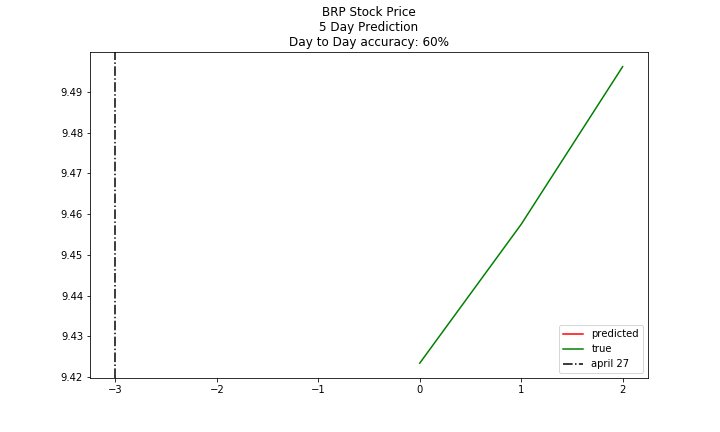 BRP Stock Price
5 Day Prediction
Day to Day accuracy: 60%
9.49
9.48
9.47
9.46
9.45
9.44
9.43
9.42
−3
−2
−1
0
1
2
predicted
true
april 27